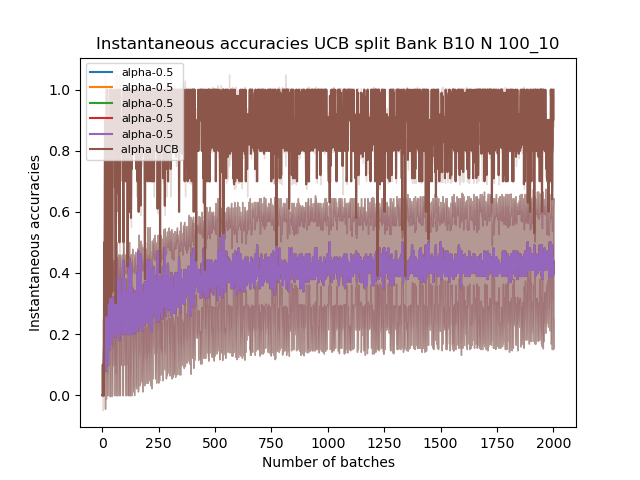 Instantaneous accuracies UCB split Bank B10 N 100_10
alpha-0.5
alpha-0.5
alpha-0.5
alpha-0.5
alpha-0.5
alpha UCB
1.0
0.8
0.6
0.4
0.2
0.0
Instantaneous accuracies
0 250 500 750 1000 1250 1500 1750 2000
Number of batches